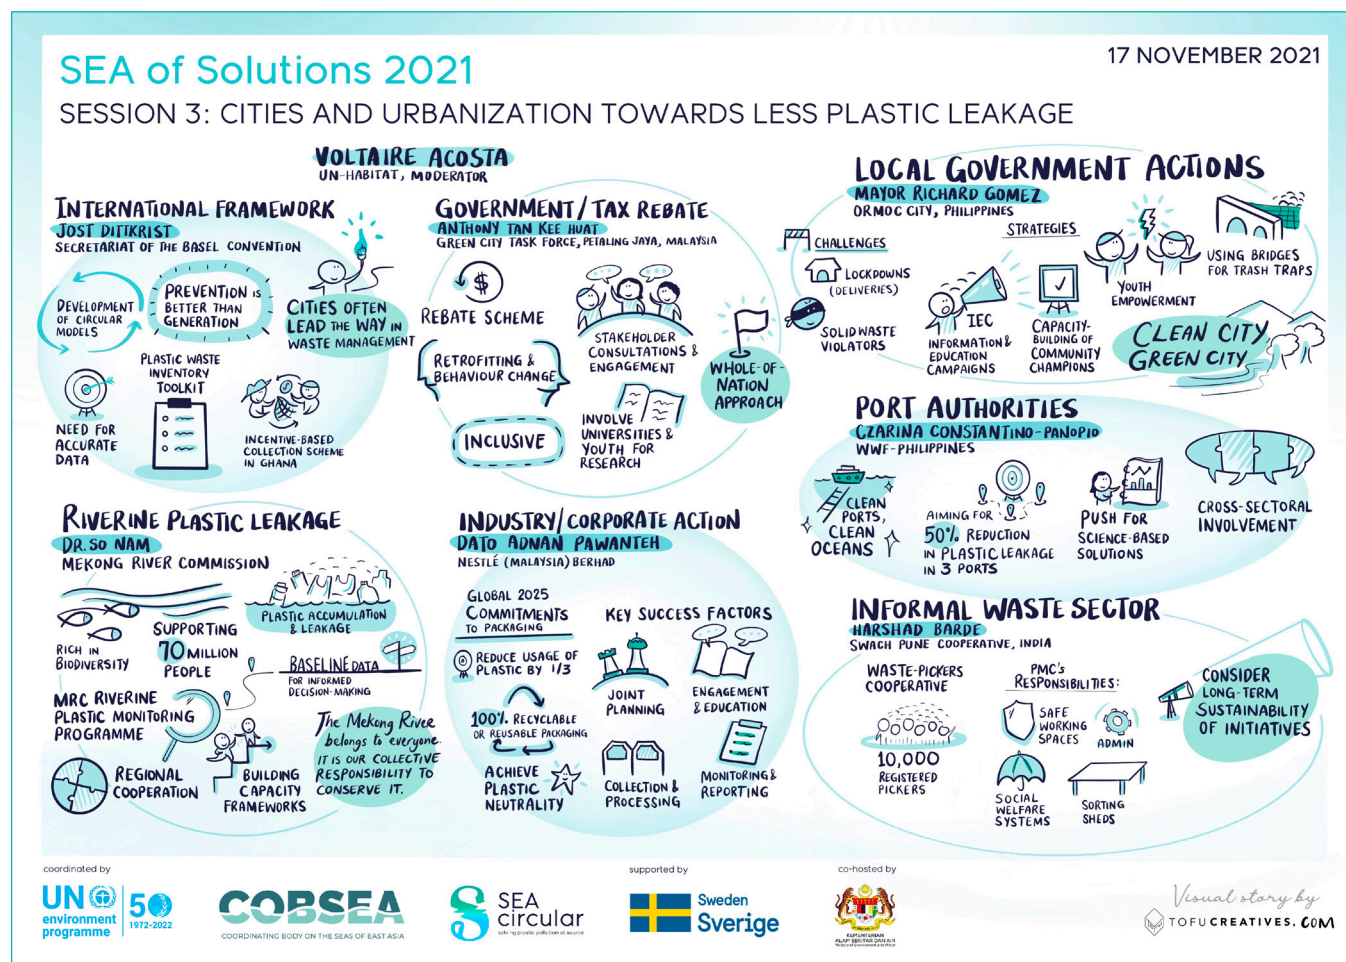 SEA of Solutions 2021
17 NOVEMBER 2021
SESSION 3: CITIES AND URBANIZATION TOWARDS LESS PLASTIC LEAKAGE
VOLTAIRE ACOSTA
UN-HABITAT, MODERATOR
INTERNATIONAL FRAMEWORK
JOST DITTKRIST
SECRETARIAT OF THE BASEL CONVENTION
DEVELOPMENT
OF CIRCULAR
MODELS
PREVENTION IS
BETTER THAN
GENERATION
CITIES OFTEN
LEAD THE WAY IN
WASTE MANAGEMENT
PLASTIC WASTE
INVENTORY
TOOLKIT
NEED FOR
ACCURATE
DATA
INCENTIVE-BASED
COLLECTION SCHEME
IN GHANA
GOVERNMENT/TAX REBATE
ANTHONY TAN KEE HUAT
GREEN CITY TASK FORCE, PETALING JAYA, MALAYSIA
$
REBATE SCHEME
RETROFITTING &
BEHAVIOUR CHANGE
INCLUSIVE
STAKEHOLDER
CONSULTATIONS &
ENGAGEMENT
INVOLVE
UNIVERSITIES &
YOUTH FOR
RESEARCH
WHOLE-OF-
NATION
APPROACH
LOCAL GOVERNMENT ACTIONS
MAYOR RICHARD GOMEZ
ORMOC CITY, PHILIPPINES
CHALLENGES
LOCKDOWNS
(DELIVERIES)
SOLID WASTE
VIOLATORS
STRATEGIES
IEC
INFORMATION &
EDUCATION
CAMPAIGNS
CAPACITY-
BUILDING OF
COMMUNITY
CHAMPIONS
YOUTH
EMPOWERMENT
USING BRIDGES
FOR TRASH TRAPS
CLEAN CITY,
GREEN CITY
PORT AUTHORITIES
CZARINA CONSTANTINO-PANOPIO
WWF-PHILIPPINES
CLEAN
PORTS,
CLEAN
OCEANS
AIMING FOR
50% REDUCTION
IN PLASTIC LEAKAGE
IN 3 PORTS
PUSH FOR
SCIENCE-BASED
SOLUTIONS
CROSS-SECTORAL
INVOLVEMENT
RIVERINE PLASTIC LEAKAGE
DR. SO NAM
MEKONG RIVER COMMISSION
RICH IN
BIODIVERSITY
SUPPORTING
70 MILLION
PEOPLE
PLASTIC ACCUMULATION
& LEAKAGE
BASELINE DATA
FOR INFORMED
DECISION-MAKING
MRC RIVERINE
PLASTIC MONITORING
PROGRAMME
REGIONAL
COOPERATION
BUILDING
CAPACITY
FRAMEWORKS
The Mekong River
belongs to everyone.
IT IS OUR COLLECTIVE
RESPONSIBILITY TO
CONSERVE IT.
INDUSTRY/CORPORATE ACTION
DATO ADNAN PAWANTEH
NESTLÉ (MALAYSIA) BERHAD
GLOBAL 2025
COMMITMENTS
TO PACKAGING
REDUCE USAGE OF
PLASTIC BY 1/3
100% RECYCLABLE
OR REUSABLE PACKAGING
ACHIEVE
PLASTIC
NEUTRALITY
KEY SUCCESS FACTORS
JOINT
PLANNING
ENGAGEMENT
& EDUCATION
COLLECTION &
PROCESSING
MONITORING &
REPORTING
INFORMAL WASTE SECTOR
HARSHAD BARDE
SWACH PUNE COOPERATIVE, INDIA
WASTE-PICKERS
COOPERATIVE
10,000
REGISTERED
PICKERS
PMC's
RESPONSIBILITIES:
SAFE
WORKING
SPACES
ADMIN
SOCIAL
WELFARE
SYSTEMS
SORTING
SHEDS
CONSIDER
LONG-TERM
SUSTAINABILITY
OF INITIATIVES
coordinated by
UN
environment
programme
50
1972-2022
COBSEA
COORDINATING BODY ON THE SEAS OF EAST ASIA
SEA
circular
solving plastic pollution at source
supported by
Sweden
Sverige
co-hosted by
KEMENTERIAN
ALAM SEKITAR DAN AIR
Ministry of Environment and Water
Visual story by
TOFUCREATIVES.COM